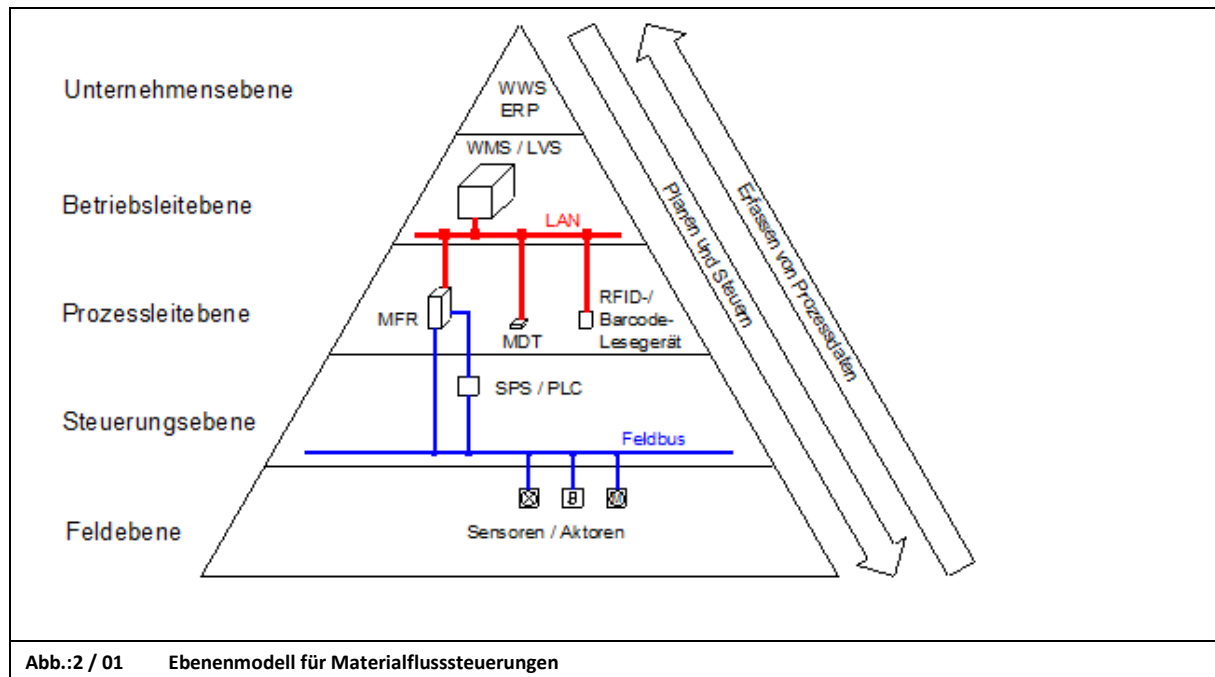 Unternehmensebene
WWS
ERP
WMS / LVS
Betriebsleitebene
LAN
Prozessleitebene
MFR
MDT
RFID-/
Barcode-
Lesegerät
SPS / PLC
Steuerungsebene
Feldbus
Feldebene
Sensoren / Aktoren
Planen und Steuern
Erfassen von Prozessdaten
Abb.:2 / 01 Ebenenmodell für Materialflusssteuerungen